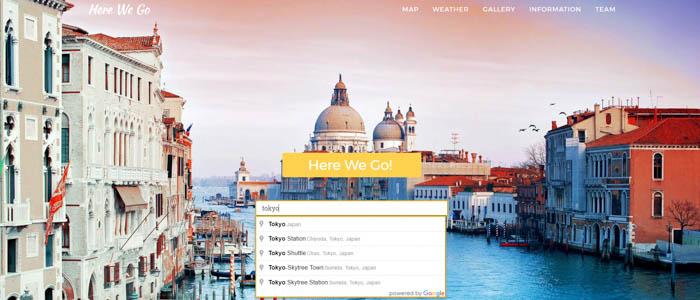 Here We Go
MAP WEATHER GALLERY INFORMATION TEAM
Here We Go!
tokyo
Tokyo Japan
Tokyo Station Chiyoda, Tokyo, Japan
Tokyo Shuttle Chuo, Tokyo, Japan
Tokyo-Skytree Town Sumida, Tokyo, Japan
Tokyo Skytree Station Sumida, Tokyo, Japan
powered by Google